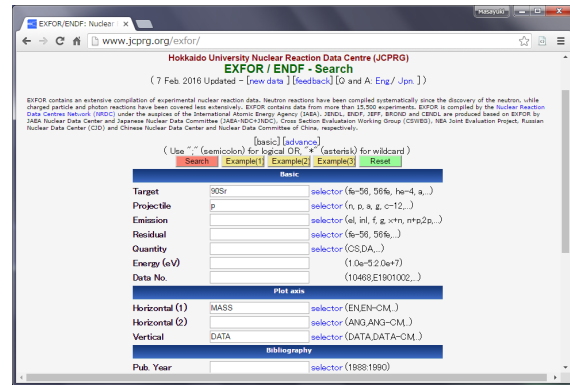 Masayuki
EXFOR/ENDF: Nuclear
www.jcprg.org/exfor/
Hokkaido University Nuclear Reaction Data Centre (JCPRG)
EXFOR / ENDF - Search
( 7 Feb. 2016 Updated - [new data ] [feedback] [Q and A: Eng./ Jpn. ] )
EXFOR contains an extensive compilation of experimental nuclear reaction data. Neutron reactions have been compiled systematically since the discovery of the neutron, while
charged particle and photon reactions have been covered less extensively. EXFOR contains data from more than 15,500 experiments. EXFOR is compiled by the Nuclear Reaction
Data Centres Network (NRDC) under the auspices of the International Atomic Energy Agency (IAEA). JENDL, ENDF, JEFF, BROND and CENDL are produced based on EXFOR by
JAEA Nuclear Data Center and Japanese Nuclear Data Committee (JAEA-NDC+JNDC), Cross Section Evaluataion Working Group (CSWEG), NEA Joint Evaluation Project, Russian
Nuclear Data Center (CJD) and Chinese Nuclear Data Center and Nuclear Data Committee of China, respectively.
[basic] [advance]
( Use ";" (semicolon) for logical OR, "*" (asterisk) for wildcard )
Search Example(1) Example(2) Example(3) Reset
Basic
Target 90Sr selector (fe-56, 56fe, he-4, a,...)
Projectile p selector (n, p, a, g, c-12,...)
Emission selector (el, inl, f, g, x+n, n+p,2p,...)
Residual selector (fe-56, 56fe,...)
Quantity selector (CS,DA,...)
Energy (eV) (1.0e-5:2.0e+7)
Data No. (10468,E1901002,...)
Plot axis
Horizontal (1) MASS selector (EN,EN-CM,..)
Horizontal (2) selector (ANG,ANG-CM,..)
Vertical DATA selector (DATA,DATA-CM,..)
Bibliography
Pub. Year selector (1988:1990)